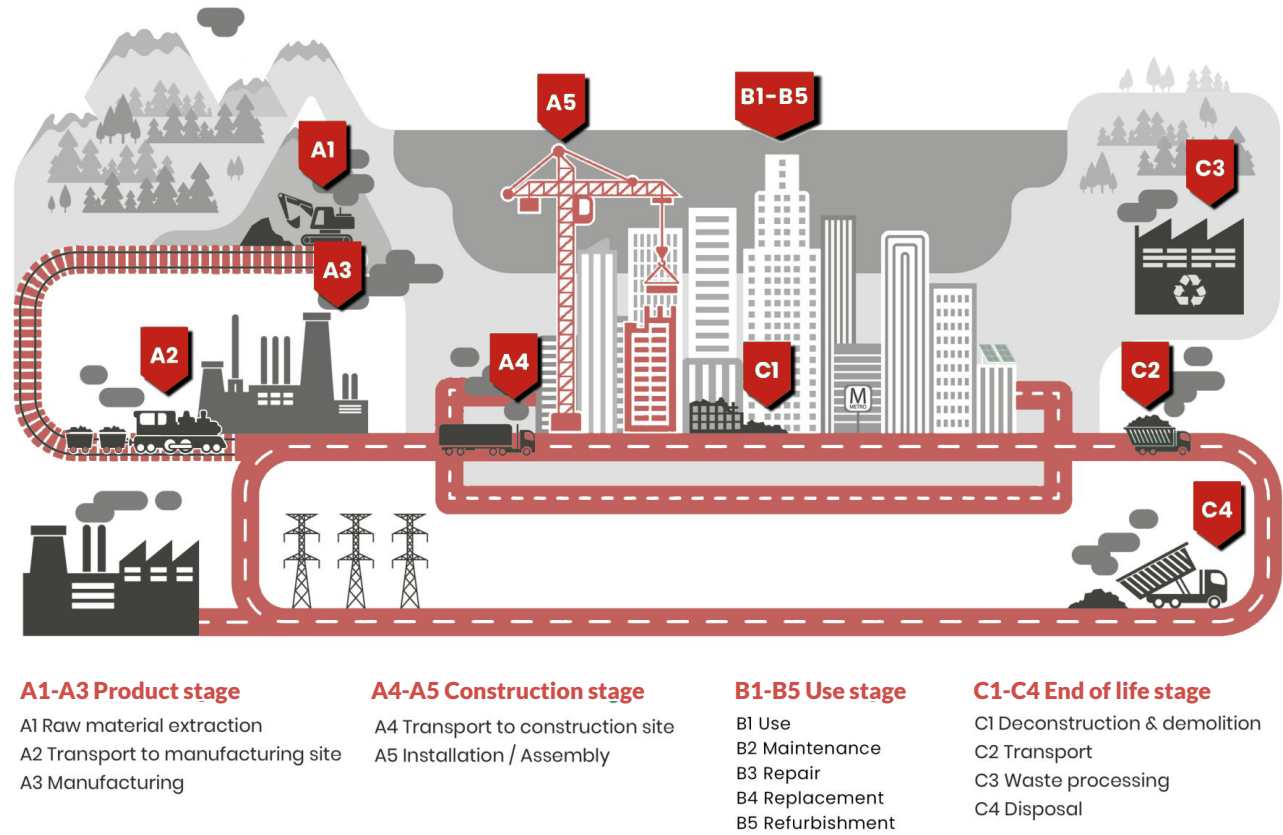 A5
B1-B5
A1
C3
A3
A2
A4
C1
C2
M
METRO
C4
A1-A3 Product stage
A1 Raw material extraction
A2 Transport to manufacturing site
A3 Manufacturing
A4-A5 Construction stage
A4 Transport to construction site
A5 Installation / Assembly
B1-B5 Use stage
B1 Use
B2 Maintenance
B3 Repair
B4 Replacement
B5 Refurbishment
C1-C4 End of life stage
C1 Deconstruction & demolition
C2 Transport
C3 Waste processing
C4 Disposal